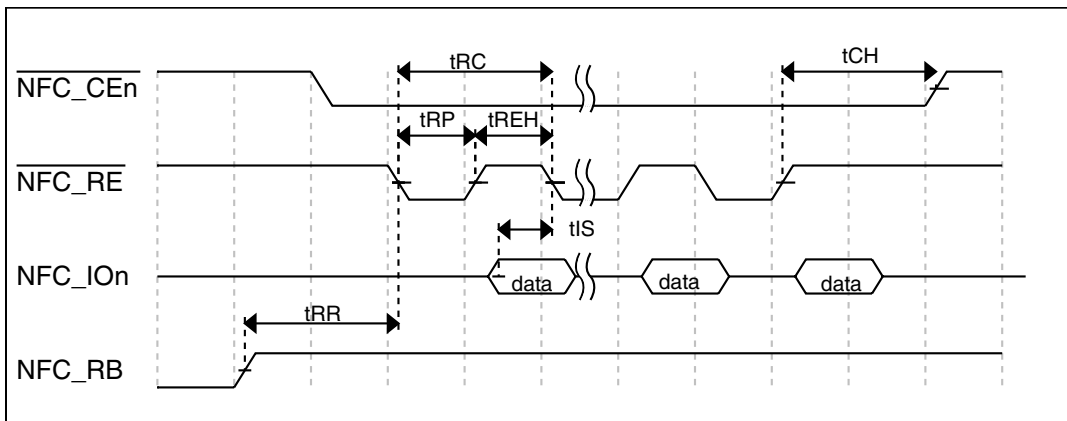 tRC
tCH
NFC_CEn
tRP
tREH
NFC_RE
tIS
NFC_IOn
data
data
data
tRR
NFC_RB